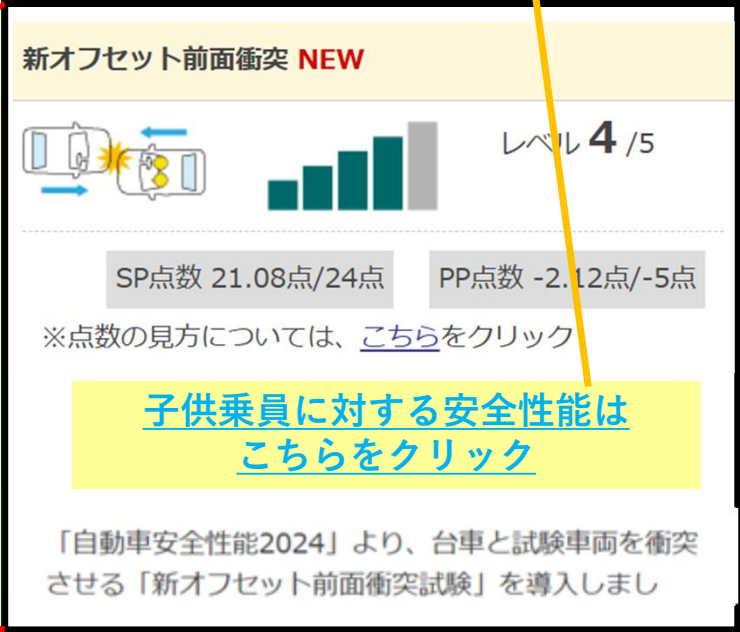 新オフセット前面衝突 NEW
レベル 4 /5
SP点数 21.08点/24点
PP点数 -2.12点/-5点
※点数の見方については、こちらをクリック
子供乗員に対する安全性能は
こちらをクリック
「自動車安全性能2024」より、台車と試験車両を衝突
させる「新オフセット前面衝突試験」を導入しまし